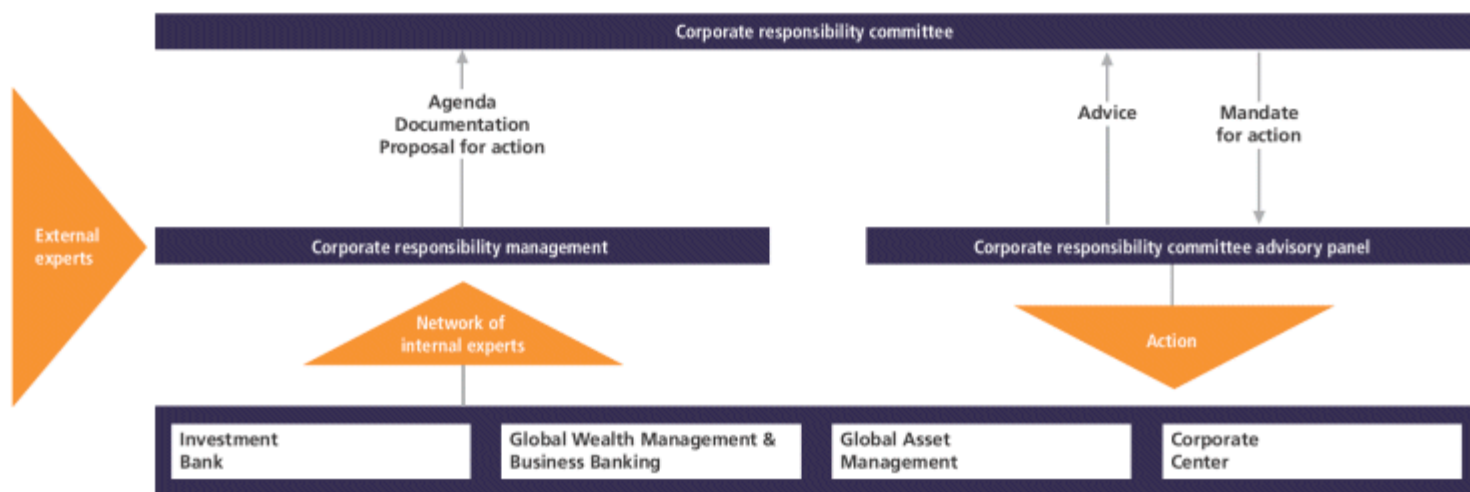 Corporate responsibility committee
Agenda
Documentation
Proposal for action
Advice
Mandate
for action
External
experts
Corporate responsibility management
Corporate responsibility committee advisory panel
Network of
internal experts
Action
Investment
Bank
Global Wealth Management &
Business Banking
Global Asset
Management
Corporate
Center